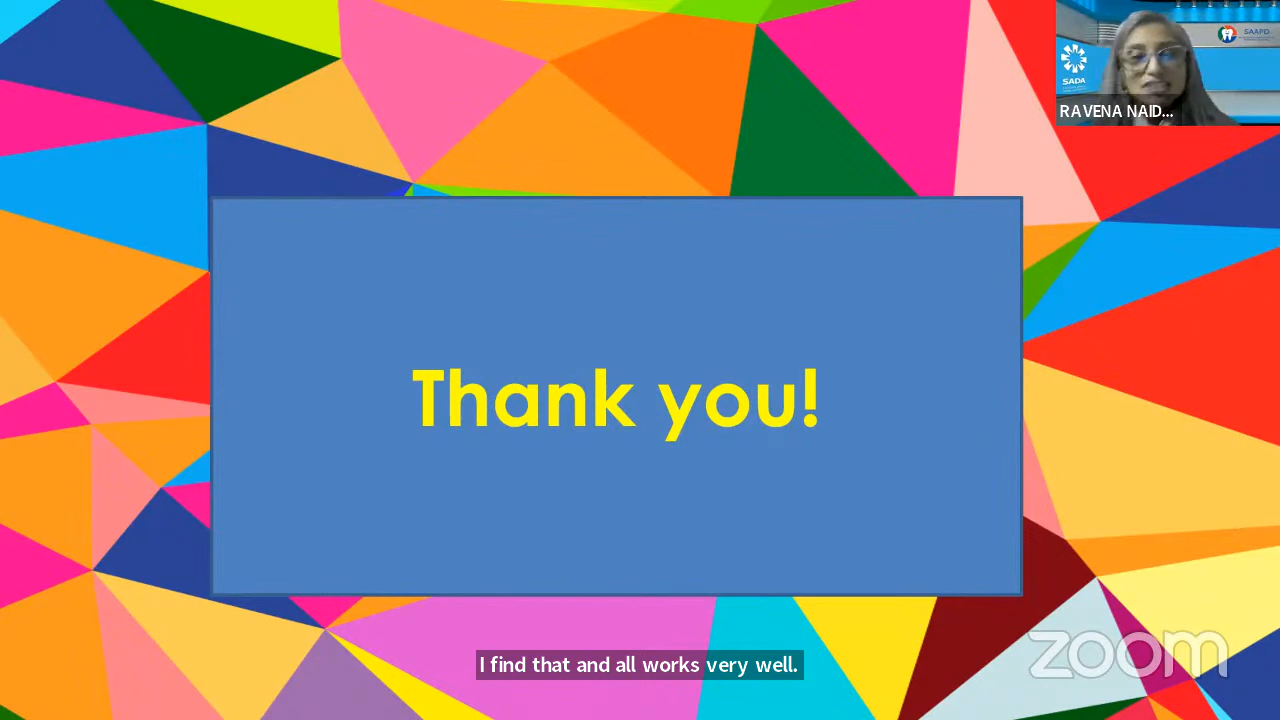 SAAPD
SADA
RAVENA NAID...
Thank you!
I find that and all works very well.
zoom